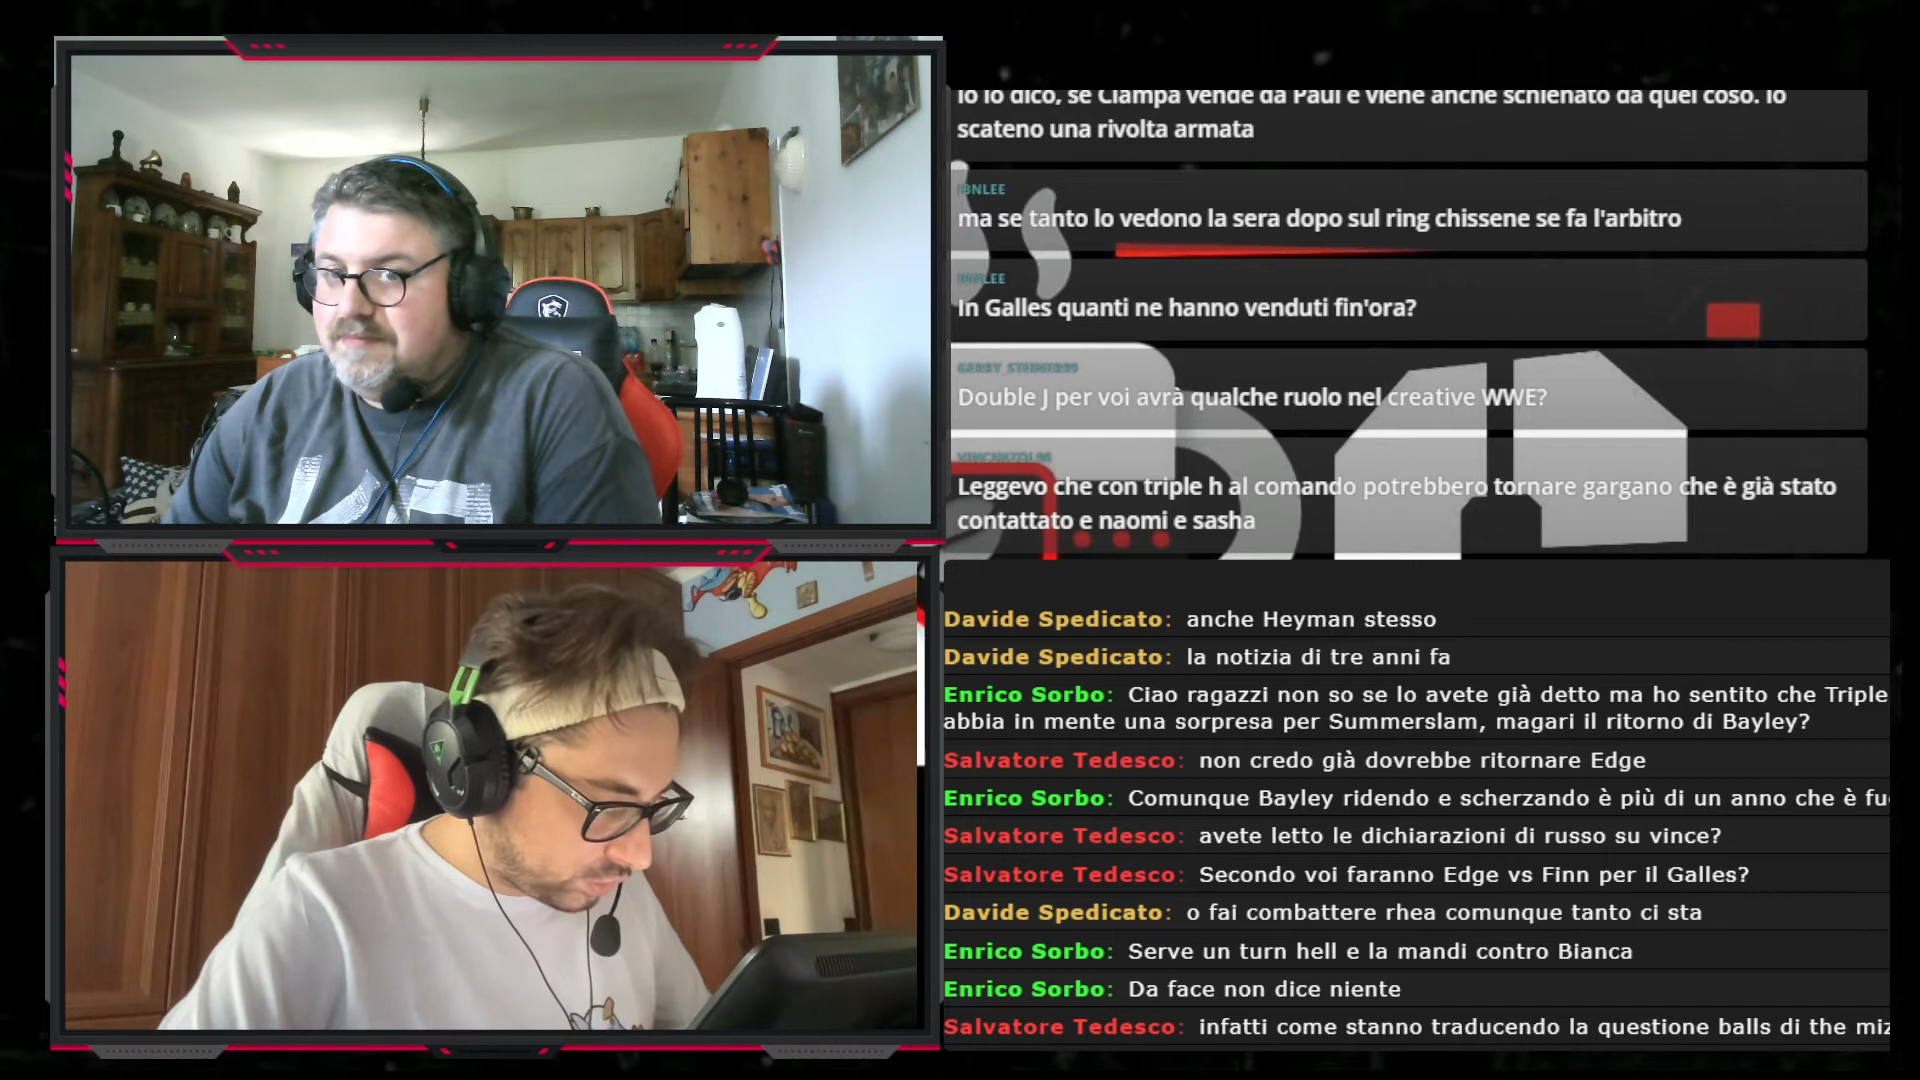 Io lo dico, se Ciampa vende da Paul e viene anche schienato da quel coso. Io
scateno una rivolta armata
IBNLEE
ma se tanto lo vedono la sera dopo sul ring chissene se fa l'arbitro
IBNLEE
In Galles quanti ne hanno venduti fin'ora?
GERRY_STEINER99
Double J per voi avrà qualche ruolo nel creative WWE?
Leggevo che con triple h al comando potrebbero tornare gargano che è già stato
contattato e naomi e sasha
Davide Spedicato: anche Heyman stesso
Davide Spedicato: la notizia di tre anni fa
Enrico Sorbo: Ciao ragazzi non so se lo avete già detto ma ho sentito che Triple
abbia in mente una sorpresa per Summerslam, magari il ritorno di Bayley?
Salvatore Tedesco: non credo già dovrebbe ritornare Edge
Enrico Sorbo: Comunque Bayley ridendo e scherzando è più di un anno che è fu
Salvatore Tedesco: avete letto le dichiarazioni di russo su vince?
Salvatore Tedesco: Secondo voi faranno Edge vs Finn per il Galles?
Davide Spedicato: o fai combattere rhea comunque tanto ci sta
Enrico Sorbo: Serve un turn hell e la mandi contro Bianca
Enrico Sorbo: Da face non dice niente
Salvatore Tedesco: infatti come stanno traducendo la questione balls di the miz